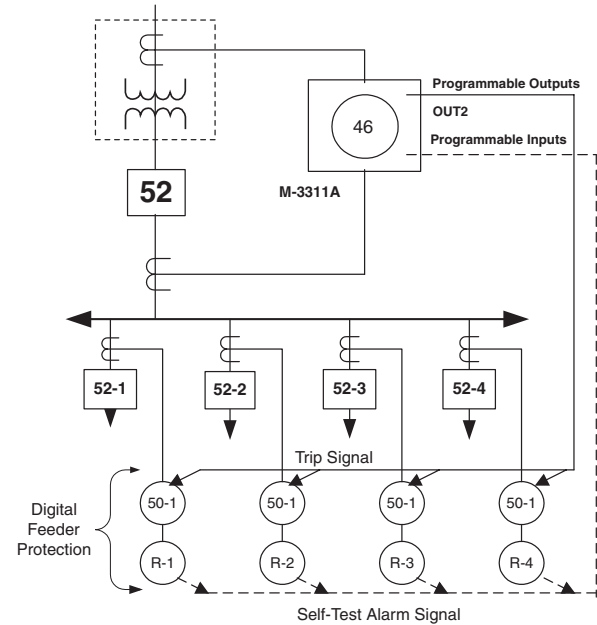 Programmable Outputs
OUT2
46
Programmable Inputs
52
M-3311A
52-1
52-2
52-3
52-4
Trip Signal
Digital
Feeder
Protection
50-1
50-1
50-1
50-1
R-1
R-2
R-3
R-4
Self-Test Alarm Signal